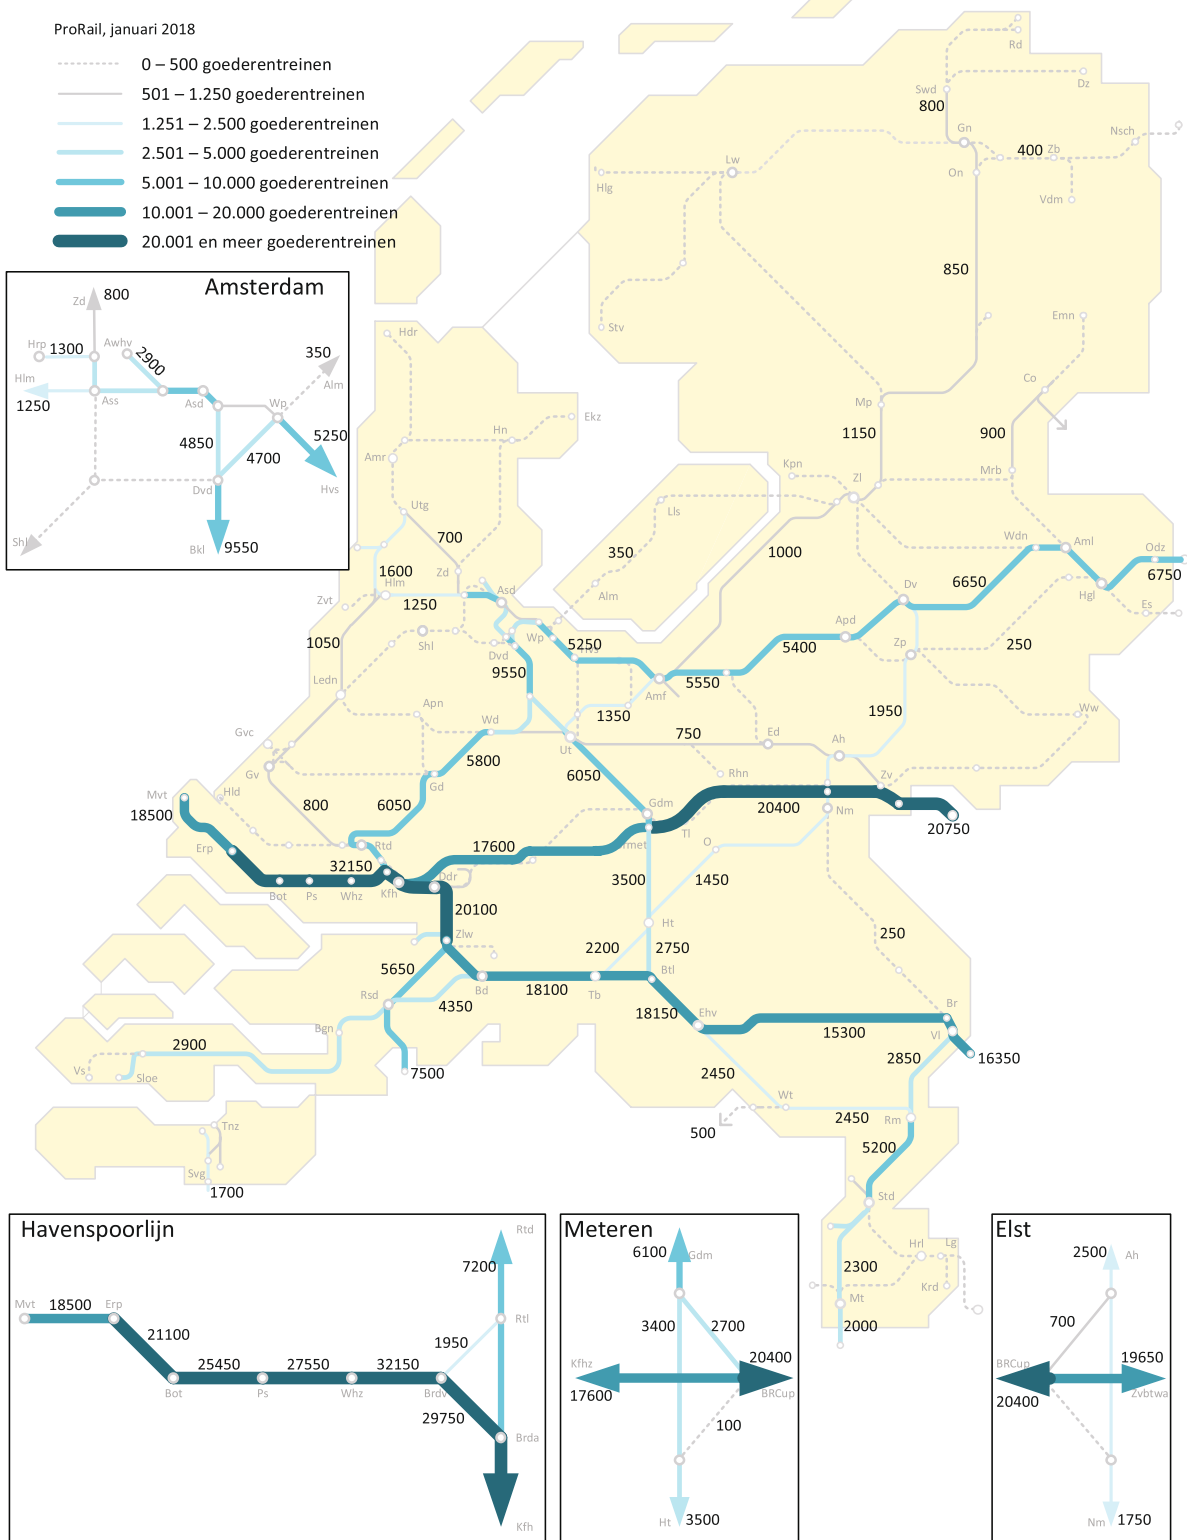 ProRail, januari 2018
0 – 500 goederentreinen
501 – 1.250 goederentreinen
1.251 – 2.500 goederentreinen
2.501 – 5.000 goederentreinen
5.001 – 10.000 goederentreinen
10.001 – 20.000 goederentreinen
20.001 en meer goederentreinen
Rd
Swd
Dz
800
Gn
Nsch
400 Zb
Lw
Hlg
On
Vdm
850
Stv
Emn
Amsterdam
Zd
800
Hrp
1300
Awhv
2900
350
Alm
Hlm
1250
Ass
Asd
Wp
4850
4700
5250
Hvs
Dvd
Shl
Bkl
9550
Hdr
Ekz
Hn
Amr
Co
Mp
1150
900
Mrb
Kpn
Zl
Utg
Lls
700
350
1000
Wdn
Aml
Odz
6750
Zd
1600
Hlm
1250
Zvt
Asd
Alm
Dv
6650
Hgl
Es
1050
Shl
Wp
5250
Hvs
Dvd
9550
Apd
5400
Zp
250
Ledn
Amf
5550
Apn
1350
1950
Ww
Gvc
Wd
Ut
750
Ed
Ah
Gv
5800
6050
Rhn
Zv
Mvt
18500
Hld
800
6050
Gd
Gdm
20400
Nm
20750
Erp
Rtd
17600
Tl
rmet
O
32150
Bot
Ps
Whz
Kfh
Ddr
3500
1450
20100
Zlw
Ht
2200
2750
250
5650
Btl
Rsd
4350
Bd
18100
Tb
18150
Ehv
15300
Br
Vl
Bgn
2900
2850
16350
Vs
Sloe
7500
2450
Wt
2450
Rm
500
Tnz
5200
Svg
1700
Std
Hrl
Lg
2300
Krd
Mt
2000
Havenspoorlijn
Rtd
7200
Mvt
18500
Erp
Rtl
21100
1950
25450
27550
32150
Bot
Ps
Whz
Brdv
29750
Brda
Kfh
Meteren
6100
Gdm
3400
2700
Kfhz
20400
17600
BRCup
100
Ht
3500
Elst
2500
Ah
700
BRCup
19650
20400
Zvbtwa
Nm
1750